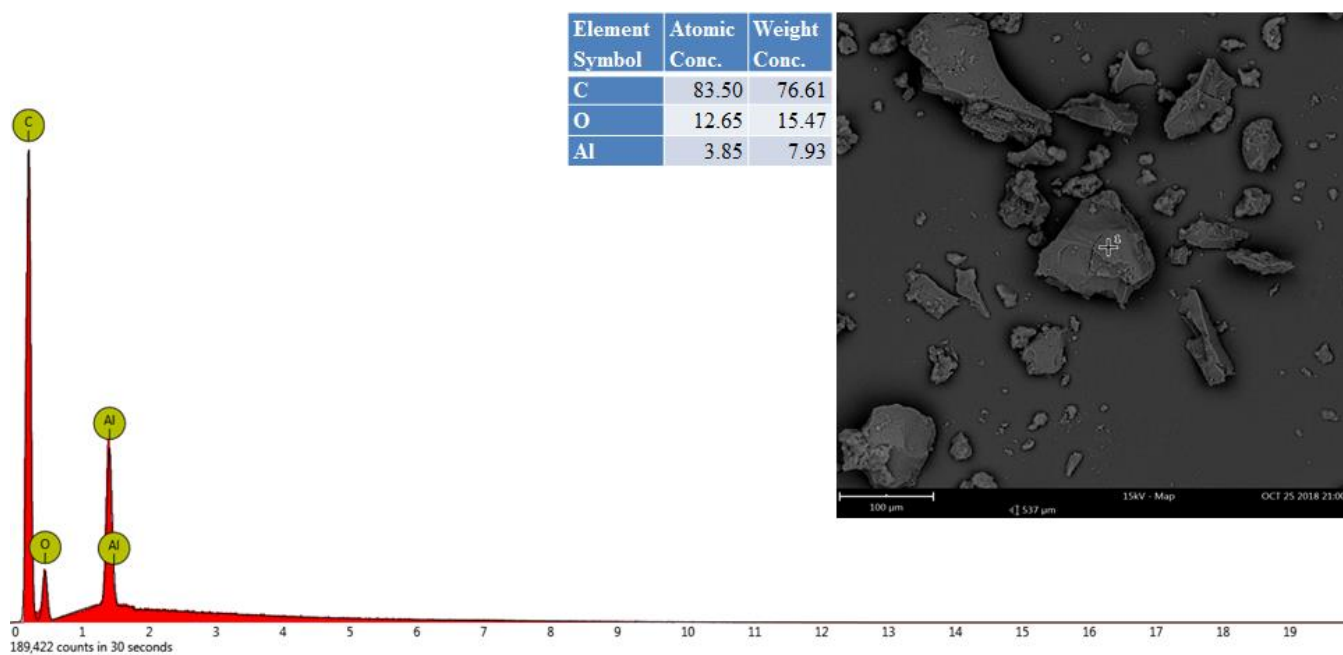 Element Symbol Atomic Conc. Weight Conc.
C 83.50 76.61
O 12.65 15.47
Al 3.85 7.93
C
Al
O
Al
1
100 µm
537 µm
15kV - Map
OCT 25 2018 21:00
0 1 2 3 4 5 6 7 8 9 10 11 12 13 14 15 16 17 18 19
189,422 counts in 30 seconds